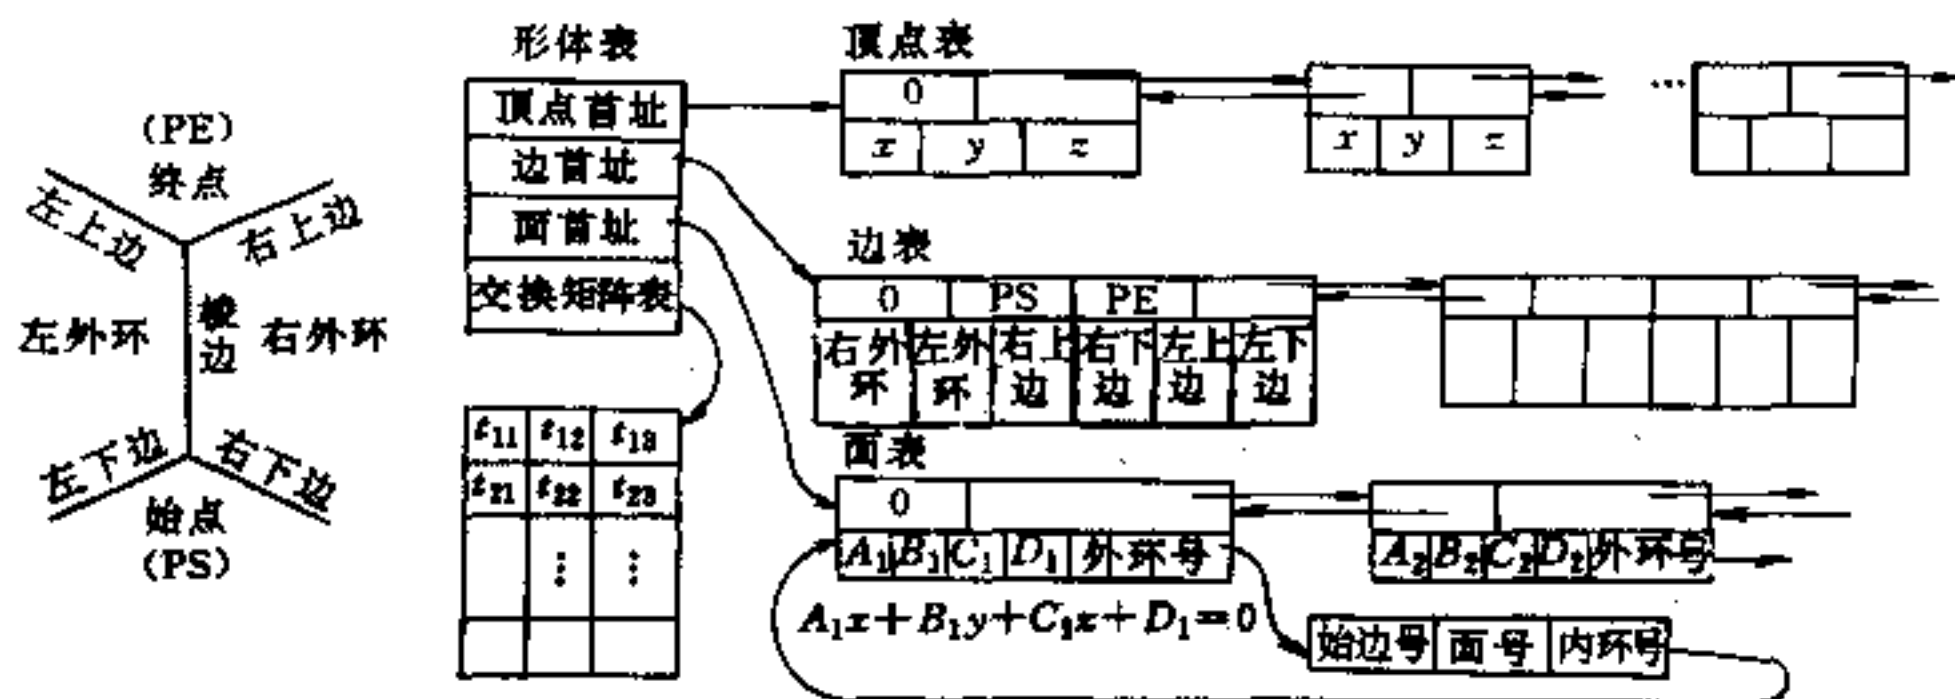 (PE)
终点
左上边
右上边
左外环
棱边
右外环
左下边
右下边
始点
(PS)
形体表
顶点首址
边首址
面首址
交换矩阵表
t11 t12 t13
t21 t22 t23
⋮ ⋮
顶点表
0
x y z
x y z
…
边表
0 PS PE
右外环 左外环 右上边 右下边 左上边 左下边
面表
0
A1 B1 C1 D1 外环号
A2 B2 C2 D2 外环号
A1x+B1y+C1z+D1=0
始边号 面号 内环号